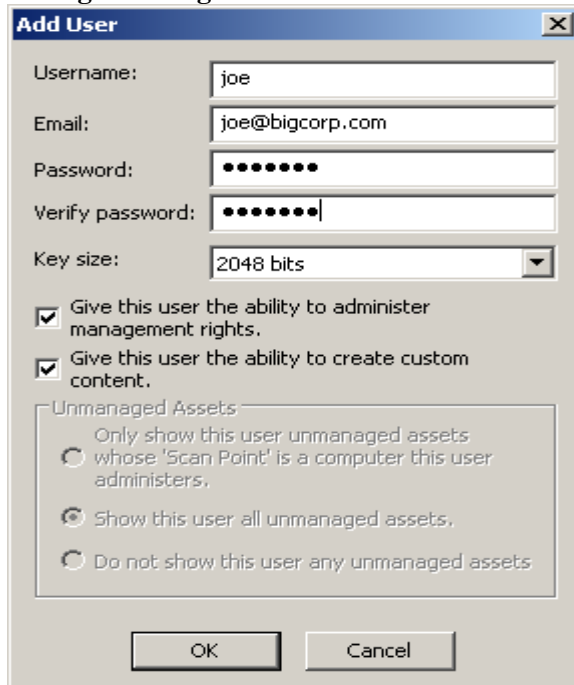 Add User
Username:
joe
Email:
joe@bigcorp.com
Password:
•••••••
Verify password:
•••••••
Key size:
2048 bits
Give this user the ability to administer
management rights.
Give this user the ability to create custom
content.
Unmanaged Assets
Only show this user unmanaged assets
whose 'Scan Point' is a computer this user
administers.
Show this user all unmanaged assets.
Do not show this user any unmanaged assets
OK
Cancel